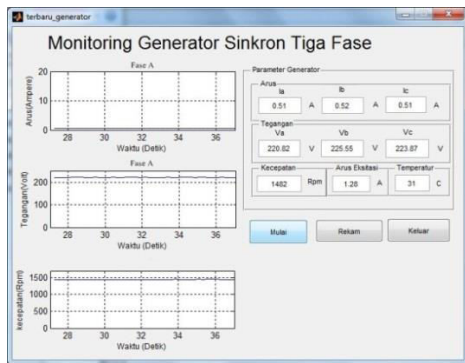 terbaru_generator
Monitoring Generator Sinkron Tiga Fase
Fase A
Arus(Ampere)
20
10
0
28 30 32 34 36
Waktu (Detik)
Fase A
Tegangan(Volt)
200
100
0
28 30 32 34 36
Waktu (Detik)
kecepatan(Rpm)
1500
1000
500
0
28 30 32 34 36
Waktu (Detik)
Parameter Generator
Arus
Ia Ib Ic
0.51 A 0.52 A 0.51 A
Tegangan
Va Vb Vc
220.82 V 225.55 V 223.87 V
Kecepatan Arus Eksitasi Temperatur
1482 Rpm 1.28 A 31 C
Mulai Rekam Keluar